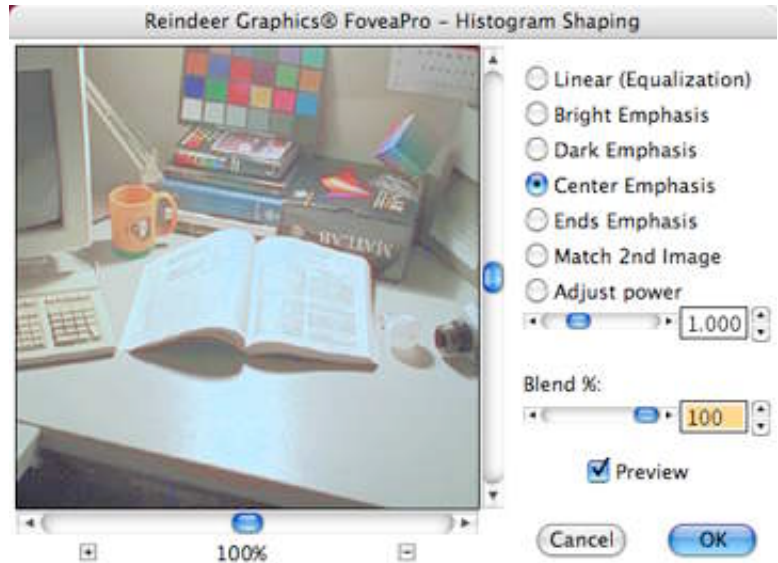 Reindeer Graphics® FoveaPro - Histogram Shaping
Linear (Equalization)
Bright Emphasis
Dark Emphasis
Center Emphasis
Ends Emphasis
Match 2nd Image
Adjust power
1.000
Blend %:
100
Preview
Cancel
OK
100%
MATLAB